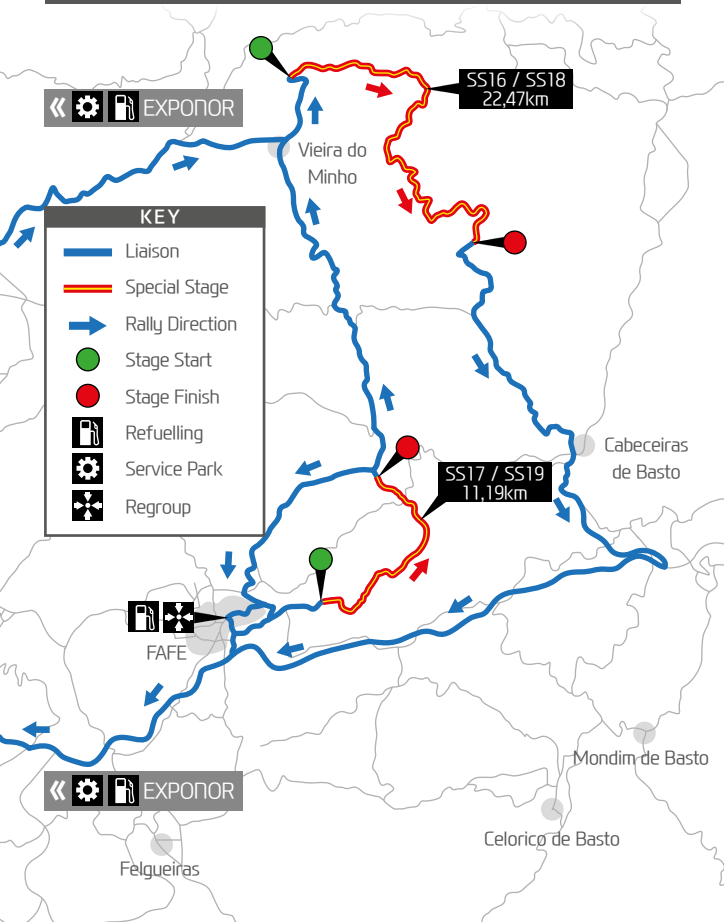 SS16 / SS18
22,47km
« EXPONOR
Vieira do
Minho
KEY
Liaison
Special Stage
Rally Direction
Stage Start
Stage Finish
Refuelling
Service Park
Regroup
Cabeceiras
de Basto
SS17 / SS19
11,19km
FAFE
Mondim de Basto
« EXPONOR
Celorico de Basto
Felgueiras